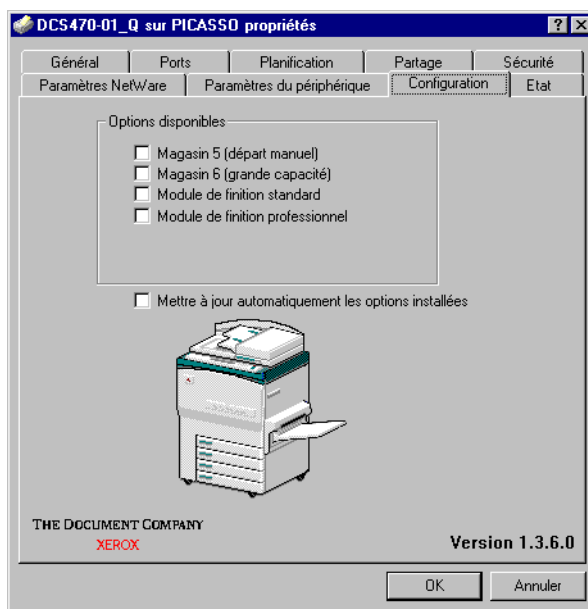 DCS470-01_Q sur PICASSO propriétés
Général Ports Planification Partage Sécurité
Paramètres NetWare Paramètres du périphérique Configuration Etat
Options disponibles
Magasin 5 (départ manuel)
Magasin 6 (grande capacité)
Module de finition standard
Module de finition professionnel
Mettre à jour automatiquement les options installées
THE DOCUMENT COMPANY
XEROX
Version 1.3.6.0
OK Annuler